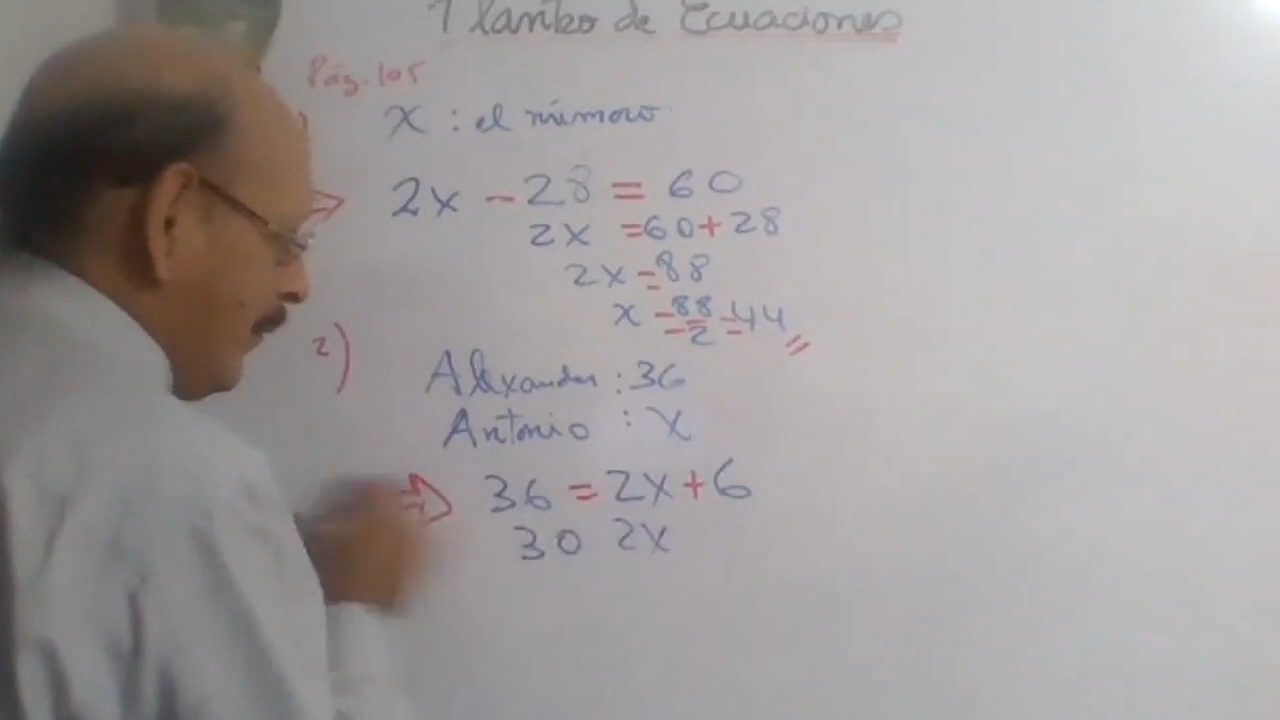 Planteo de Ecuaciones
Pág. 105
x : el número
⇒ 2x - 28 = 60
2x = 60 + 28
2x = 88
x = 88/2 = 44
2)
Alexander : 36
Antonio : x
⇒ 36 = 2x + 6
30 2x